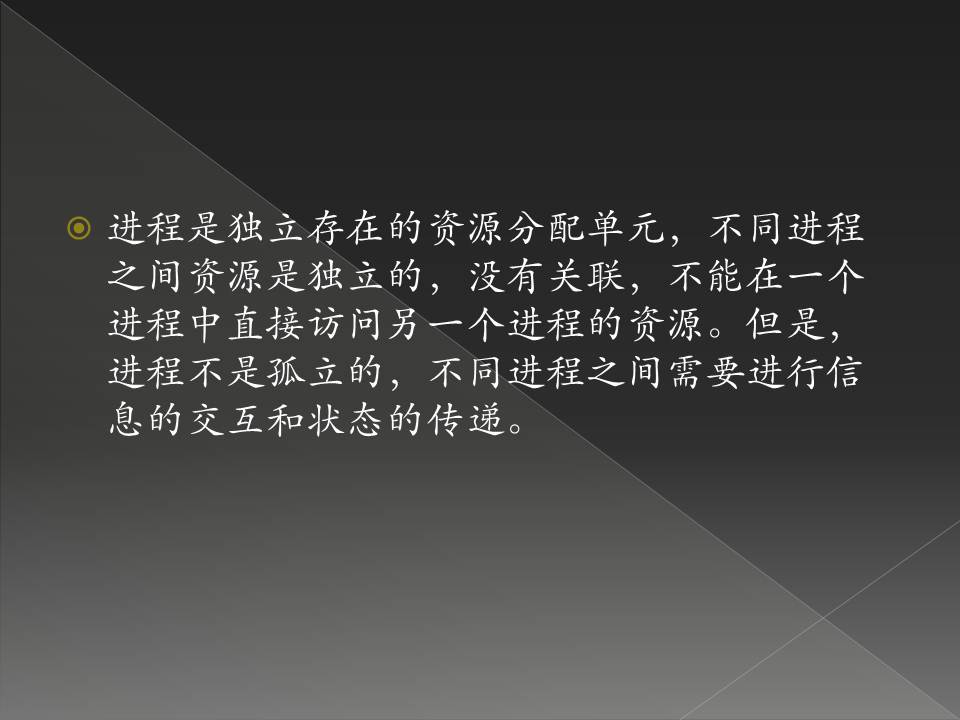 进程是独立存在的资源分配单元，不同进程
之间资源是独立的，没有关联，不能在一个
进程中直接访问另一个进程的资源。但是，
进程不是孤立的，不同进程之间需要进行信
息的交互和状态的传递。